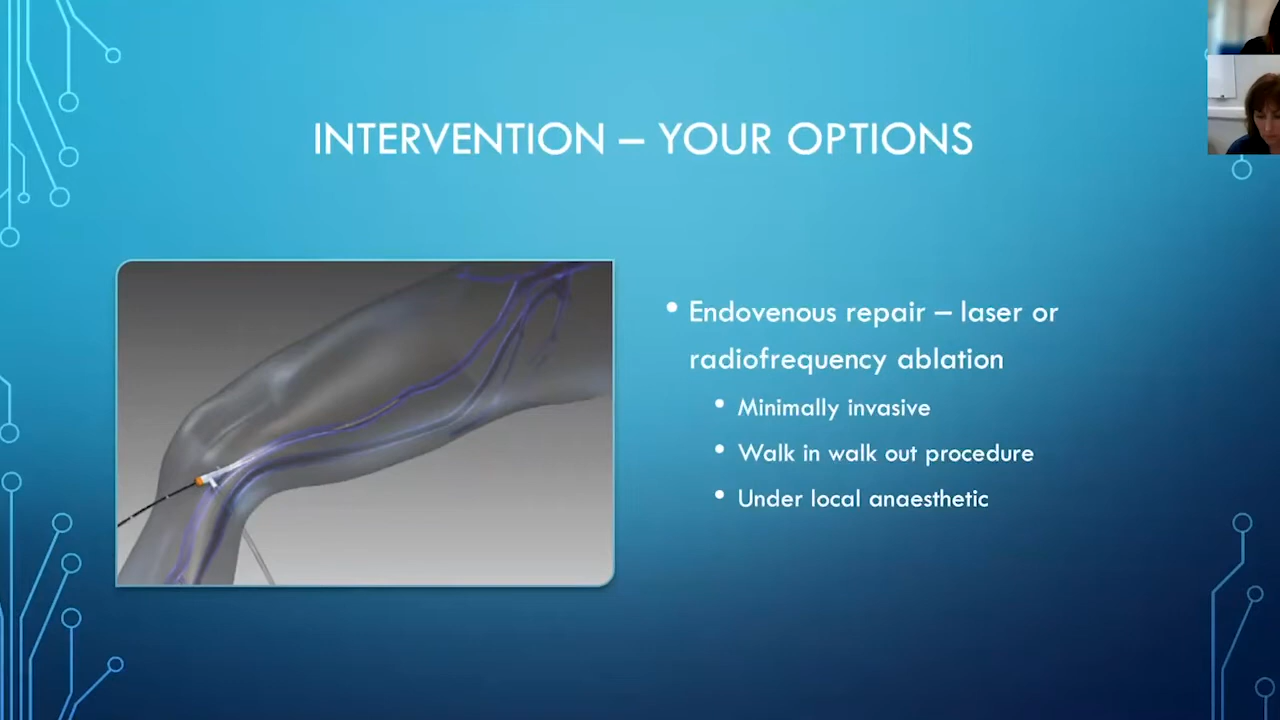 INTERVENTION – YOUR OPTIONS
• Endovenous repair – laser or
radiofrequency ablation
• Minimally invasive
• Walk in walk out procedure
• Under local anaesthetic